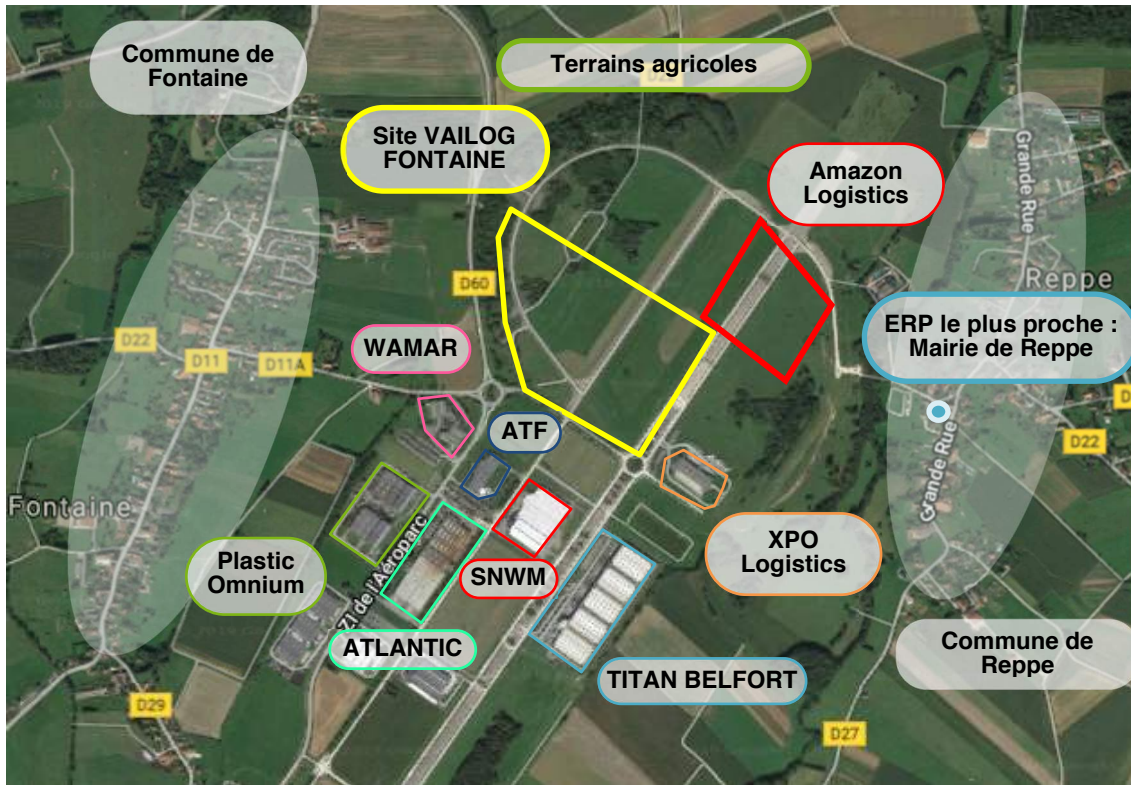 Commune de
Fontaine
Terrains agricoles
D22
Site VAILOG
FONTAINE
Amazon
Logistics
Grande Rue
Reppe
D60
ERP le plus proche :
Mairie de Reppe
WAMAR
D22
D11
D11A
ATF
D22
Grande Rue
Fontaine
Plastic
Omnium
ZI de l'Aéroparc
SNWM
XPO
Logistics
ATLANTIC
TITAN BELFORT
Commune de
Reppe
D29
D27